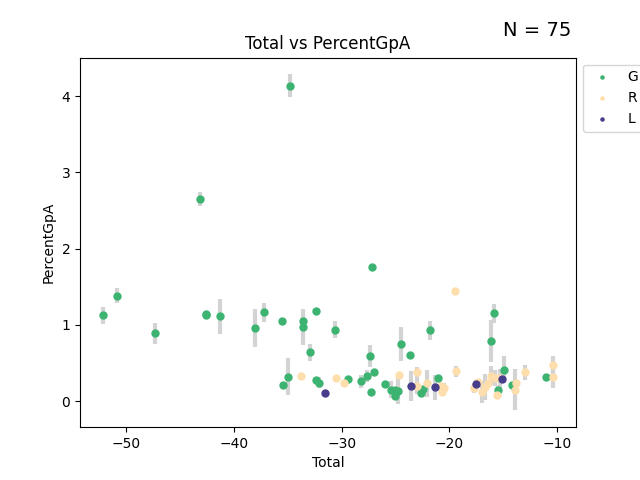 N = 75
Total vs PercentGpA
G
R
L
4
3
2
1
0
PercentGpA
−50 −40 −30 −20 −10
Total